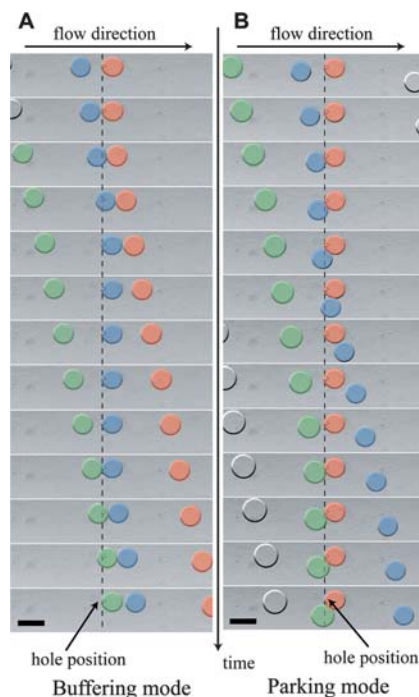 A
B
flow direction
flow direction
hole position
time
hole position
Buffering mode
Parking mode